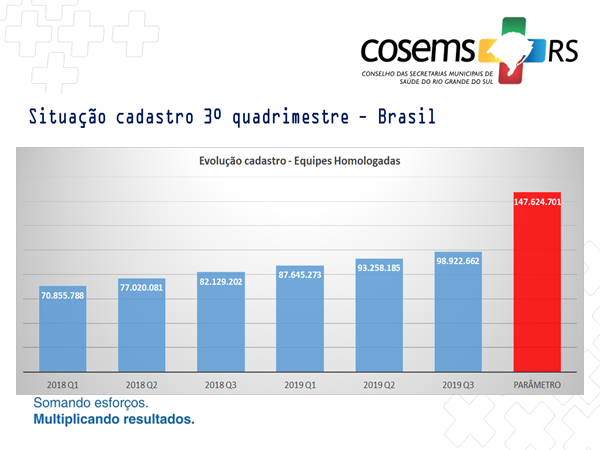 cosems RS
CONSELHO DAS SECRETARIAS MUNICIPAIS DE
SAÚDE DO RIO GRANDE DO SUL
Situação cadastro 3º quadrimestre - Brasil
Evolução cadastro - Equipes Homologadas
70.855.788
77.020.081
82.129.202
87.645.273
93.258.185
98.922.662
147.624.701
2018 Q1 2018 Q2 2018 Q3 2019 Q1 2019 Q2 2019 Q3 PARÂMETRO
Somando esforços.
Multiplicando resultados.